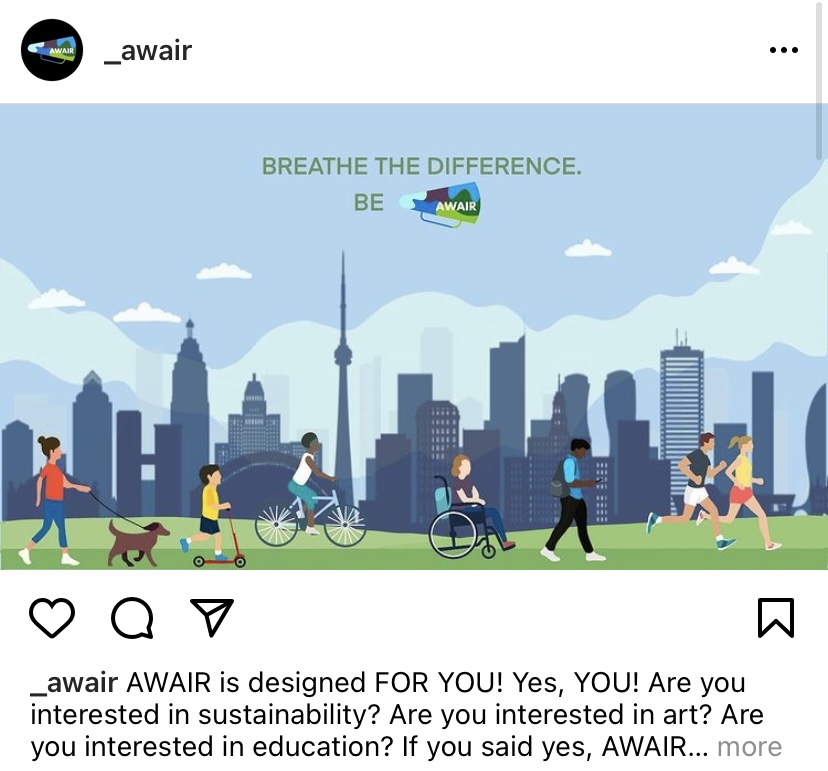 _awair
BREATHE THE DIFFERENCE.
BE AWAIR
_awair AWAIR is designed FOR YOU! Yes, YOU! Are you
interested in sustainability? Are you interested in art? Are
you interested in education? If you said yes, AWAIR... more